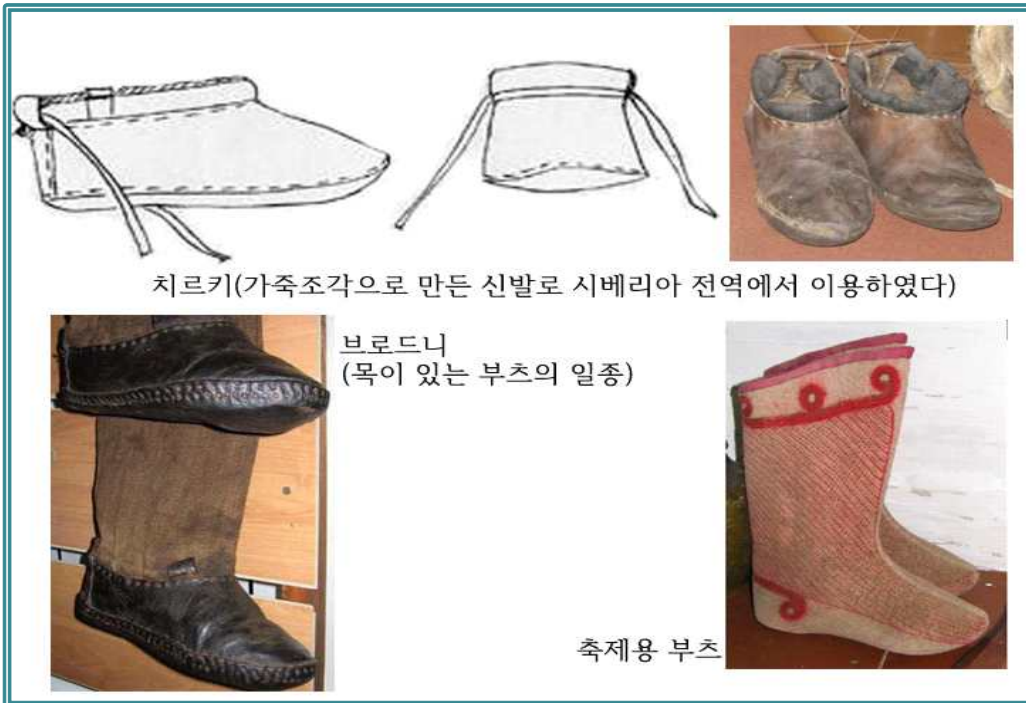 치르키(가죽조각으로 만든 신발로 시베리아 전역에서 이용하였다)
브로드니
(목이 있는 부츠의 일종)
축제용 부츠